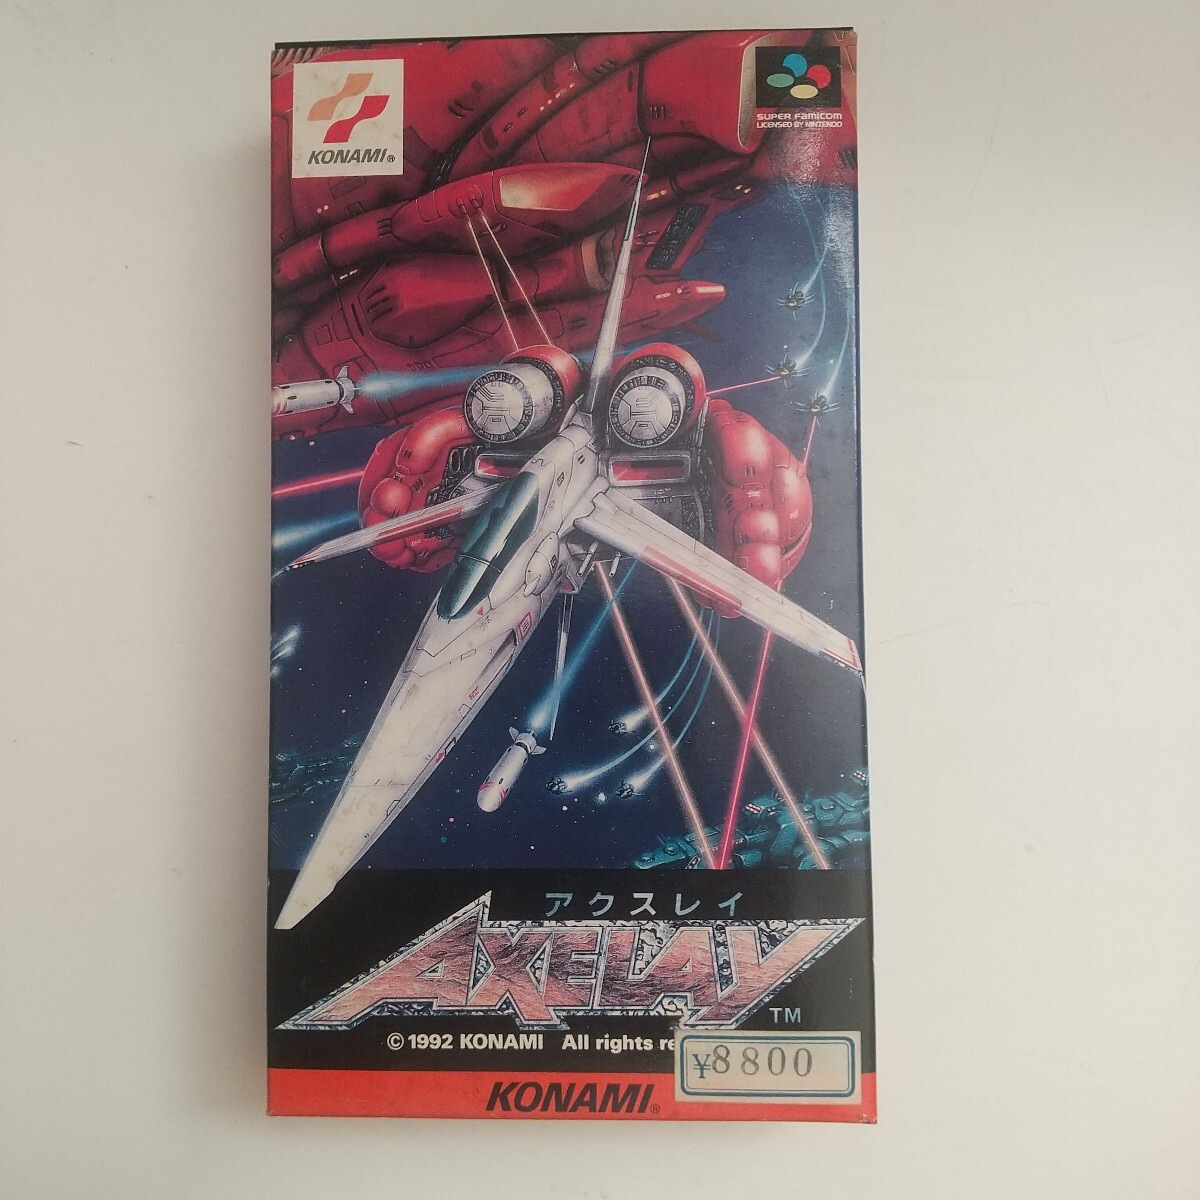 KONAMI®
SUPER FAMICOM
LICENSED BY NINTENDO
アクスレイ
AXELAY
TM
© 1992 KONAMI All rights re
¥8800
KONAMI®